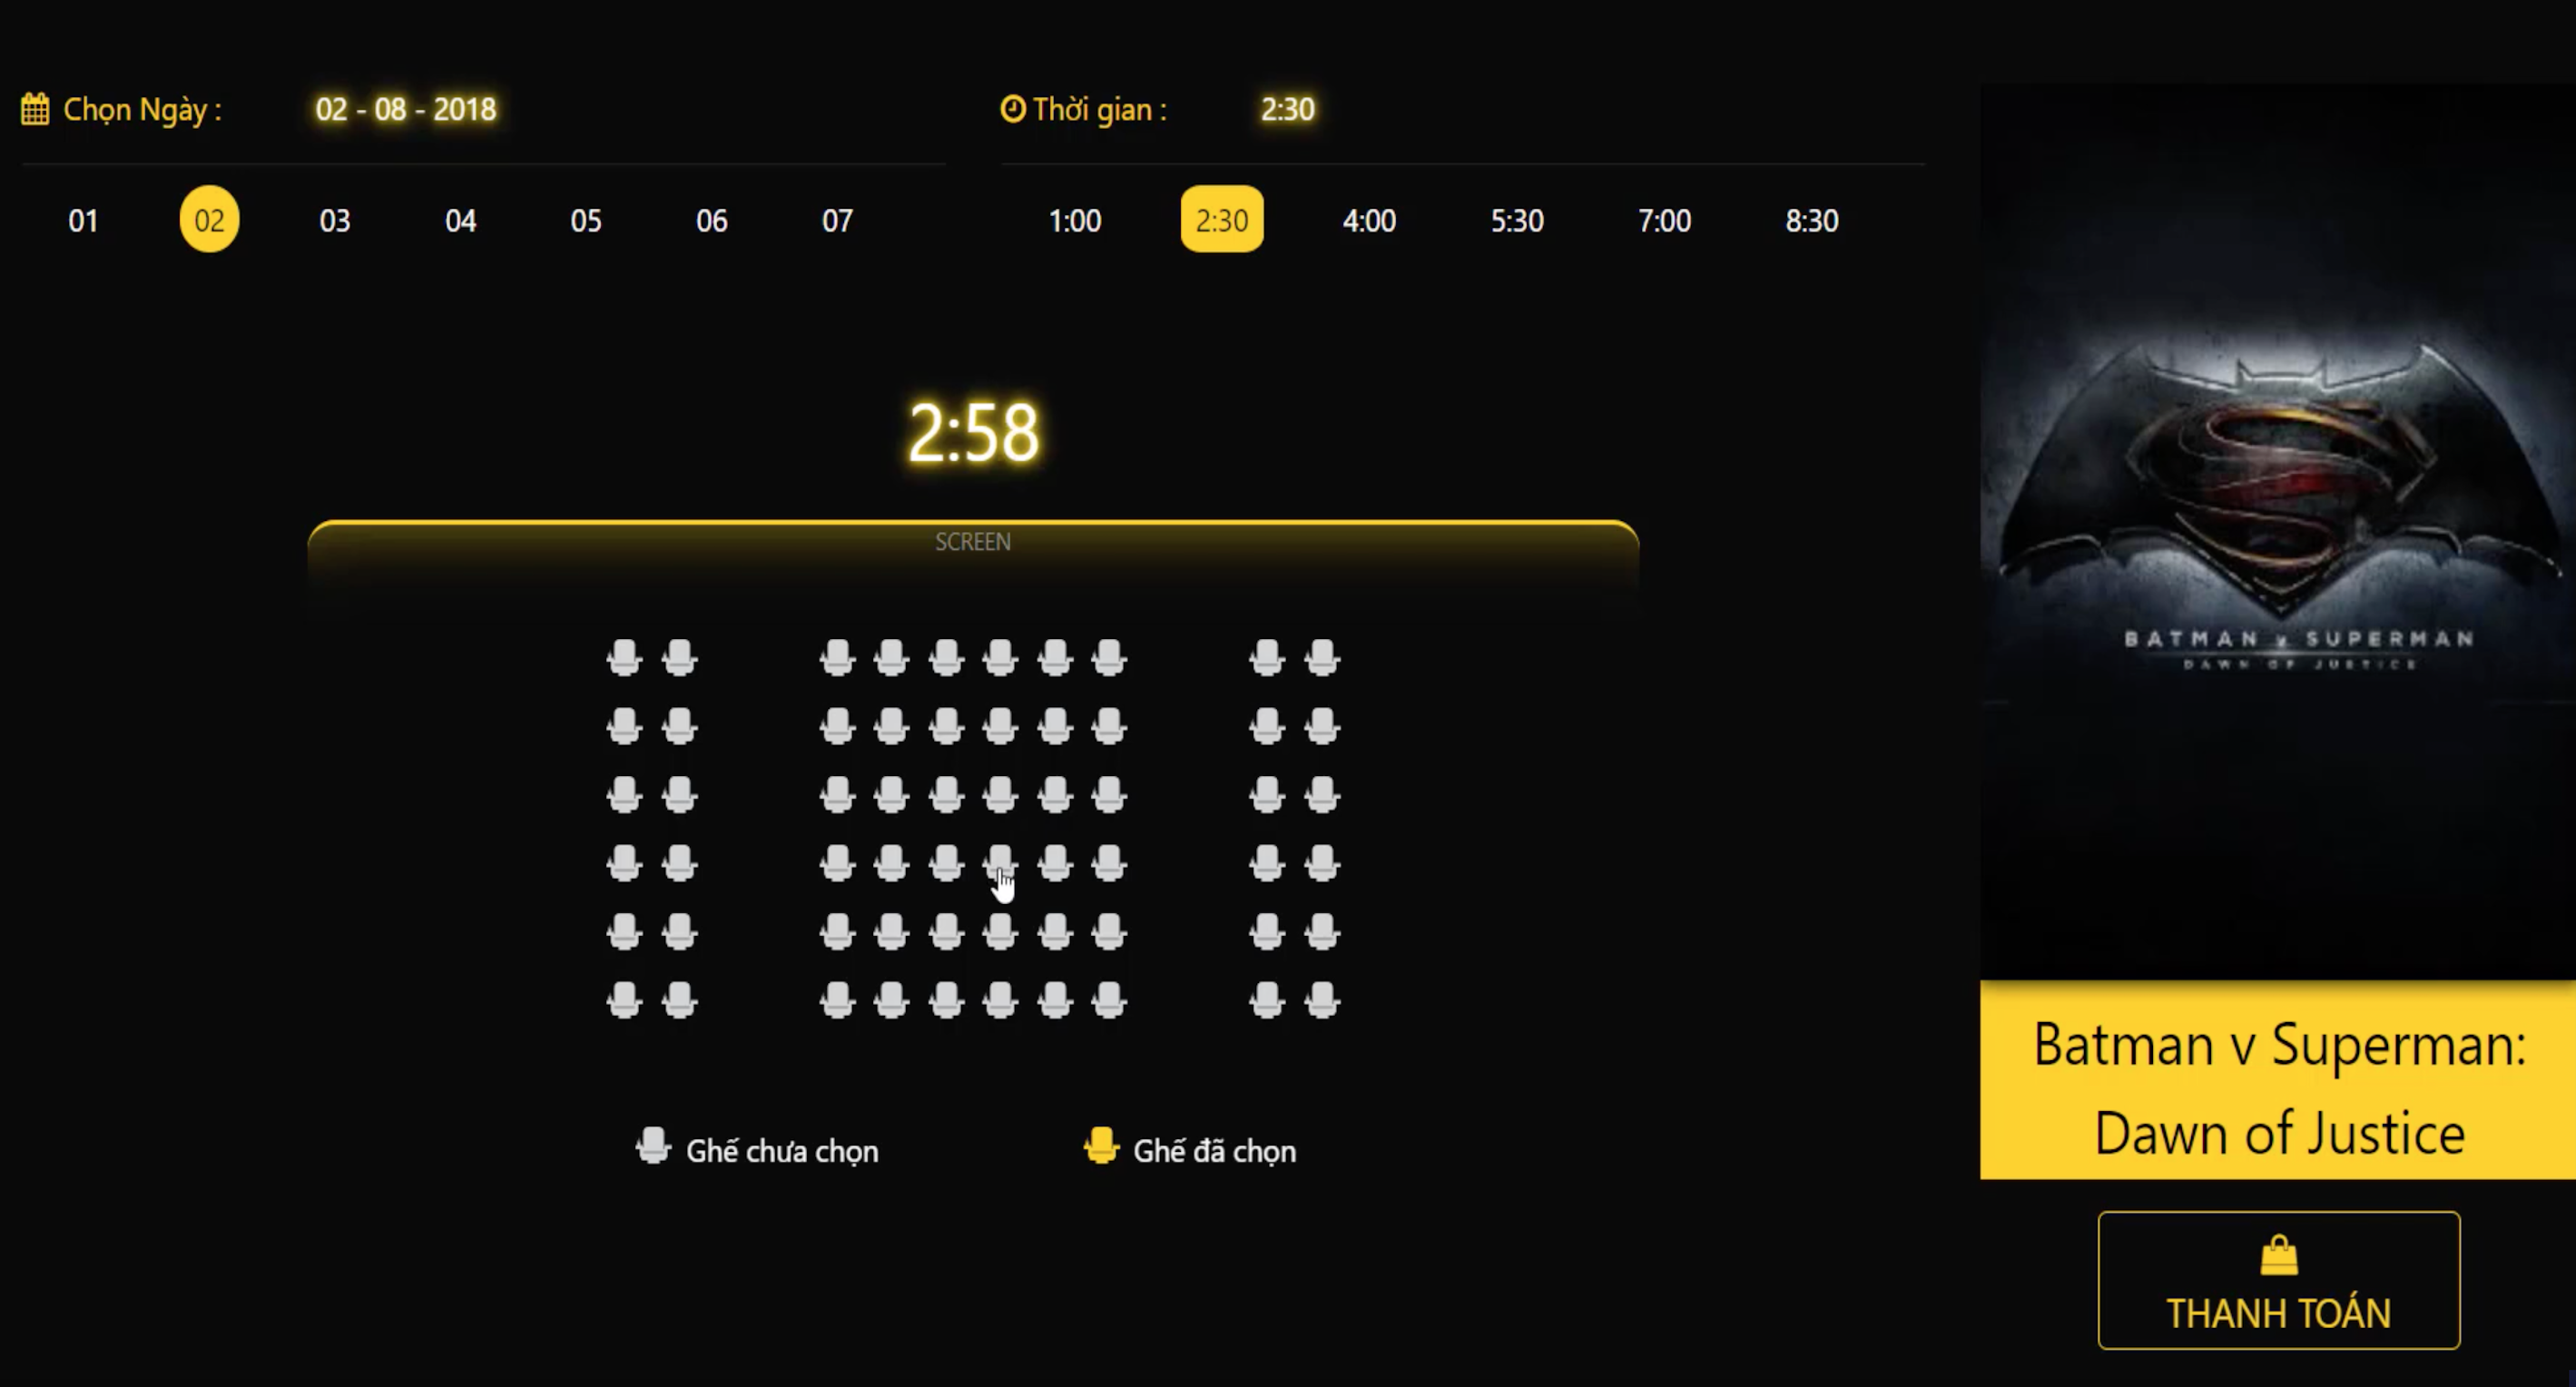 Chọn Ngày : 02 - 08 - 2018
Thời gian : 2:30
01 02 03 04 05 06 07
1:00 2:30 4:00 5:30 7:00 8:30
2:58
SCREEN
Ghế chưa chọn
Ghế đã chọn
BATMAN v SUPERMAN
DAWN OF JUSTICE
Batman v Superman:
Dawn of Justice
THANH TOÁN